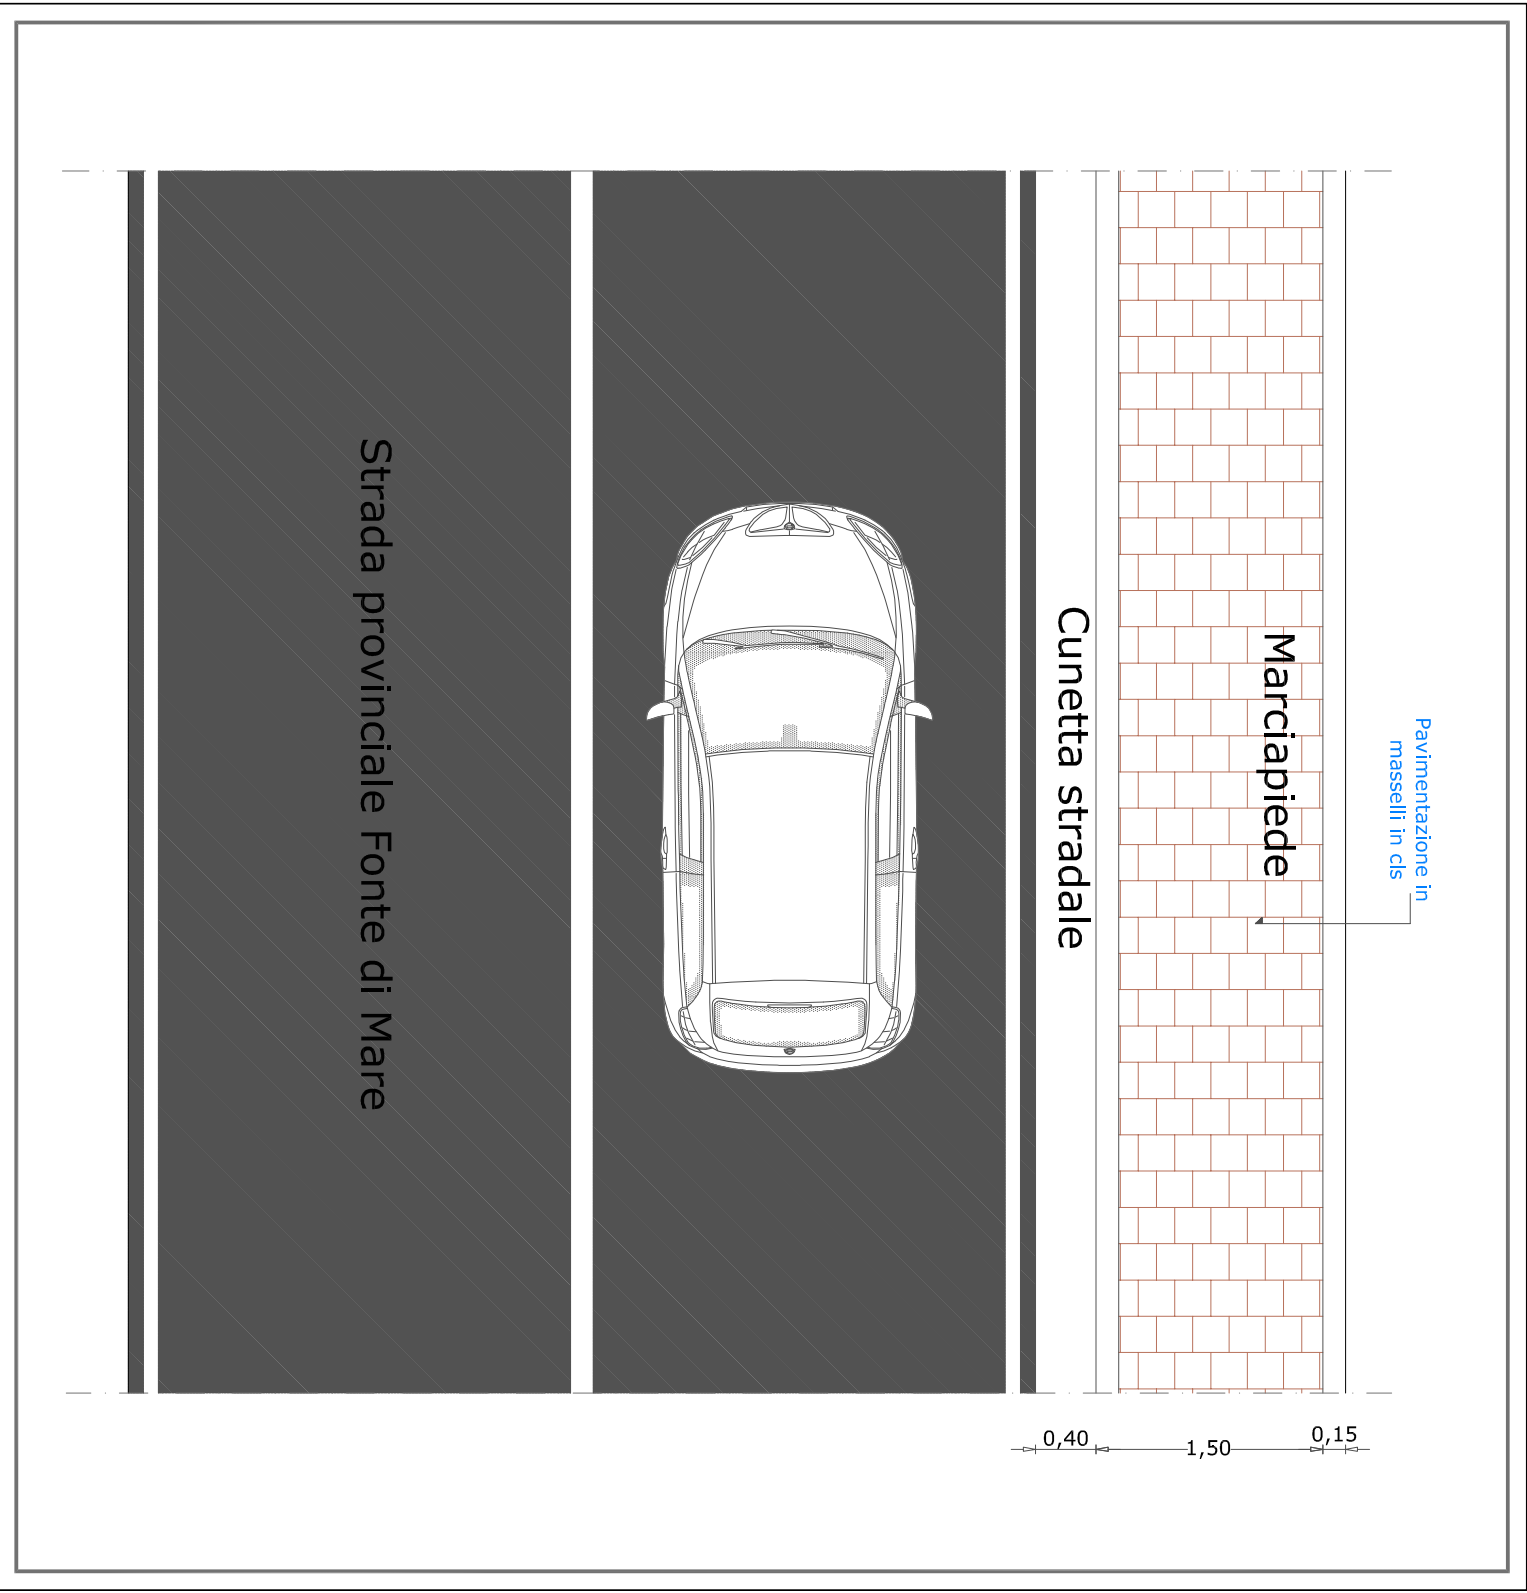 Strada provinciale Fonte di Mare
Cunetta stradale
Marciapiede
Pavimentazione in
masselli in cls
0,40
1,50
0,15